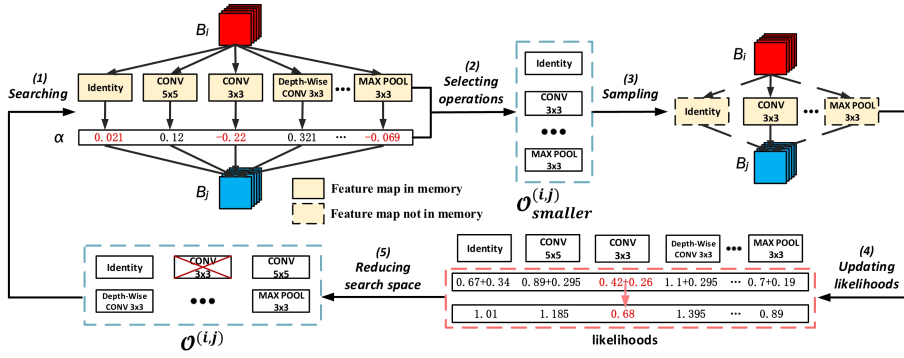 (1)
Searching
B_i
Identity
CONV
5x5
CONV
3x3
Depth-Wise
CONV 3x3
•••
MAX POOL
3x3
α
0.021 0.12 -0.22 0.321 ··· -0.069
B_j
Feature map in memory
Feature map not in memory
(2)
Selecting
operations
Identity
CONV
3x3
•••
MAX POOL
3x3
O^{(i,j)}_{smaller}
(3)
Sampling
B_i
Identity
CONV
3x3
•••
MAX POOL
3x3
B_j
(4)
Updating
likelihoods
Identity
CONV
5x5
CONV
3x3
Depth-Wise
CONV 3x3
•••
MAX POOL
3x3
0.67+0.34 0.89+0.295 0.42+0.26 1.1+0.295 ··· 0.7+0.19
1.01 1.185 0.68 1.395 ··· 0.89
likelihoods
(5)
Reducing
search space
Identity
CONV
3x3
CONV
5x5
Depth-Wise
CONV 3x3
•••
MAX POOL
3x3
O^{(i,j)}